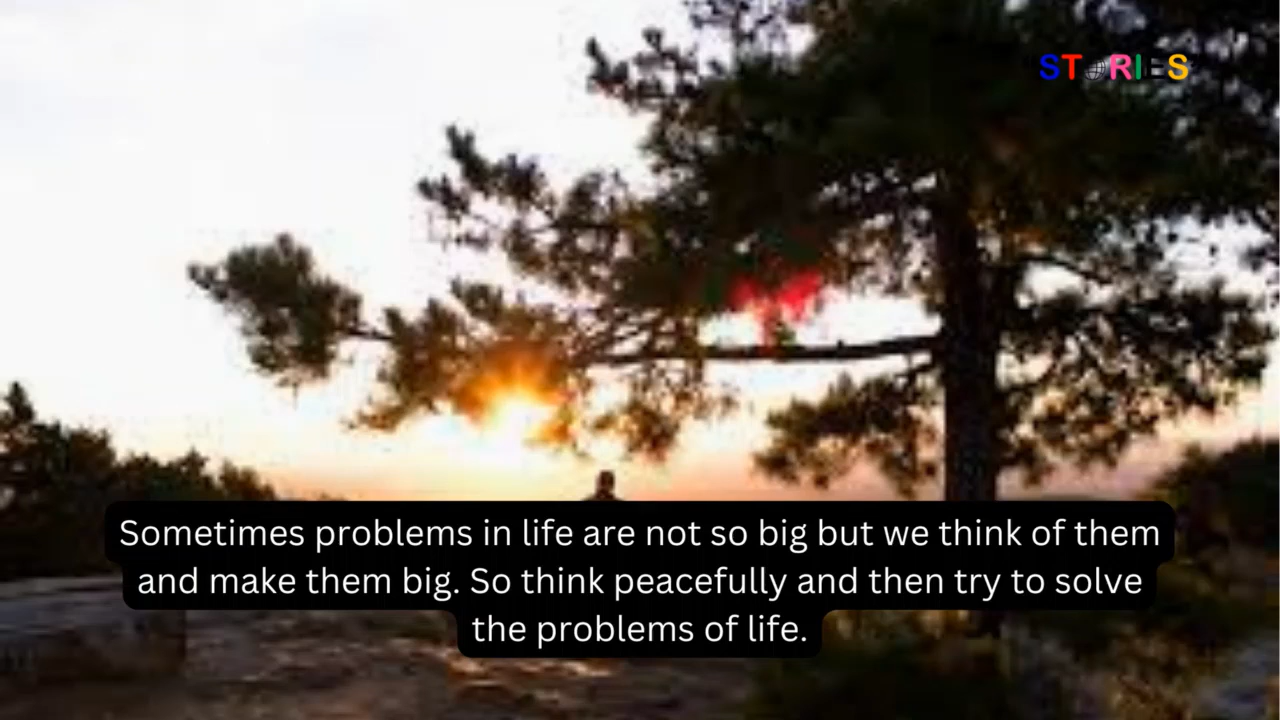 STORIES
Sometimes problems in life are not so big but we think of them
and make them big. So think peacefully and then try to solve
the problems of life.